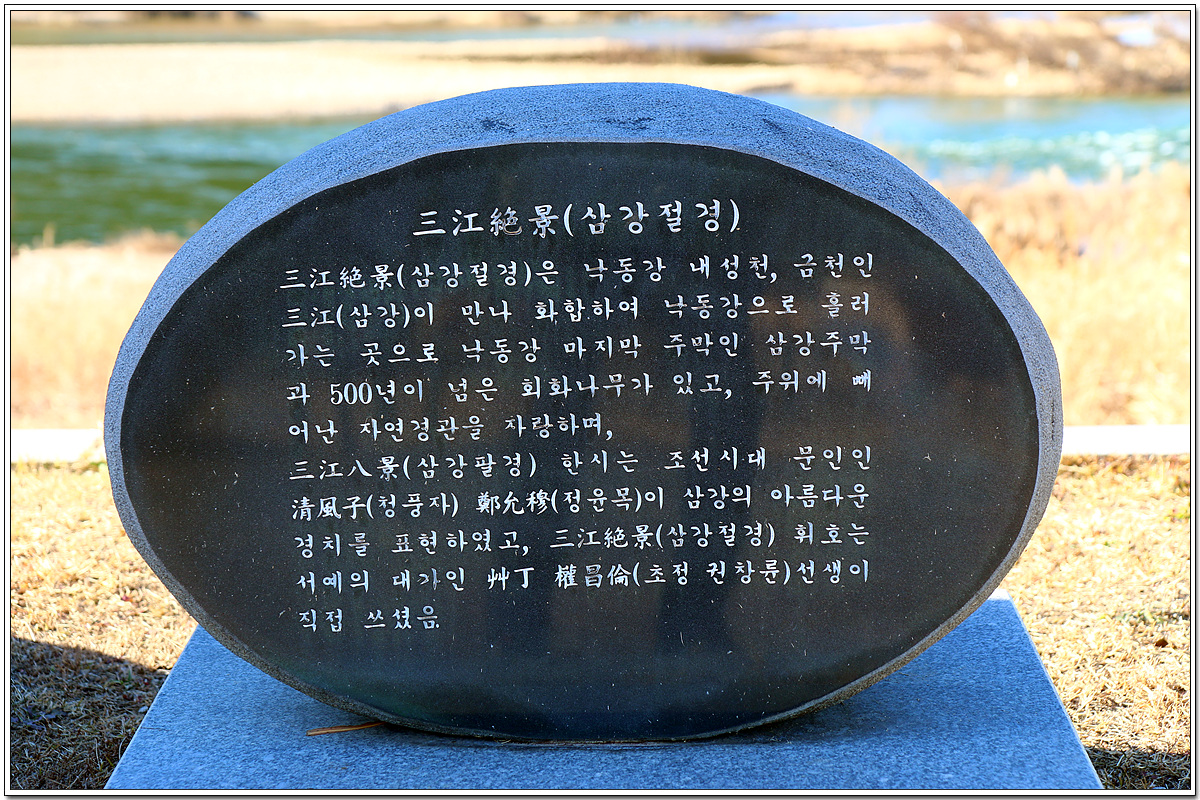 三江絶景(삼강절경)
三江絶景(삼강절경)은 낙동강 내성천, 금천인
三江(삼강)이 만나 화합하여 낙동강으로 흘러
가는 곳으로 낙동강 마지막 주막인 삼강주막
과 500년이 넘은 회화나무가 있고, 주위에 빼
어난 자연경관을 자랑하며,
三江八景(삼강팔경) 한시는 조선시대 문인인
清風子(청풍자) 鄭允穆(정윤목)이 삼강의 아름다운
경치를 표현하였고, 三江絶景(삼강절경) 휘호는
서예의 대가인 艸丁 權昌倫(초정 권창륜)선생이
직접 쓰셨음